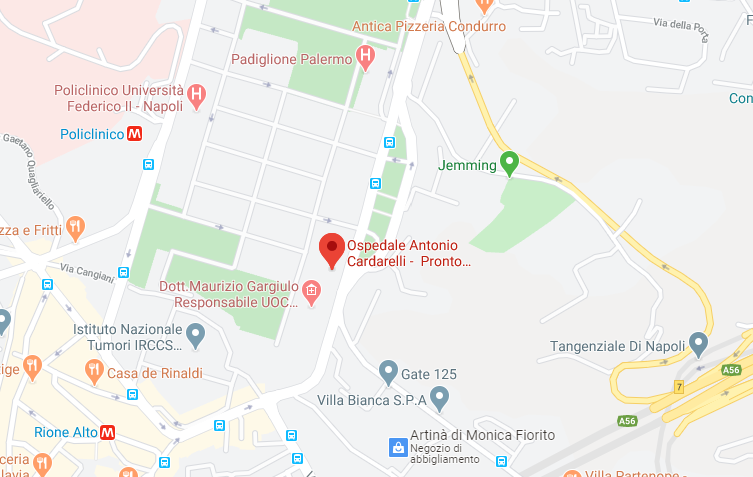 Antica Pizzeria Condurro
Via della Porta
Padiglione Palermo
Policlinico Università
Federico II - Napoli
Con
Policlinico
Gaetano Quagliariello
Jemming
zza e Fritti
Ospedale Antonio
Cardarelli - Pronto...
Via Cangiani
Dott.Maurizio Gargiulo
Responsabile UOC...
Istituto Nazionale
Tumori IRCCS...
Tangenziale Di Napoli
tige
Casa de Rinaldi
Gate 125
A56
7
Villa Bianca S.P.A
A56
Rione Alto
Artinà di Monica Fiorito
Negozio di
abbigliamento
ceria
lavia
Villa Partenope -